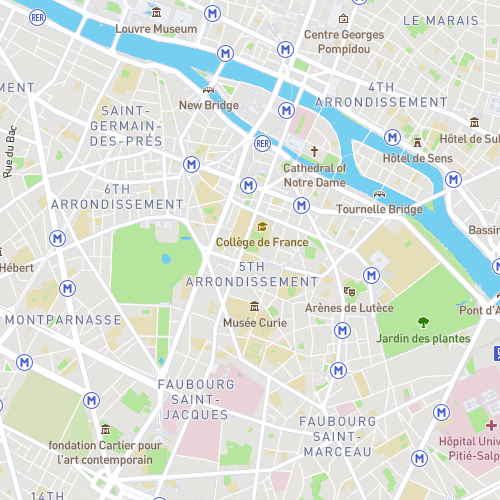 RER
Louvre Museum
M
LE MARAIS
Centre Georges
Pompidou
M
M
M
4TH
ARRONDISSEMENT
MENT
New Bridge
M
SAINT-
GERMAIN-
DES-PRÉS
Rue du Bac
RER
M
Hôtel de Sul
Hôtel de Sens
M
Cathedral of
Notre Dame
M
M
6TH
ARRONDISSEMENT
M
Tournelle Bridge
M
Collège de France
Bassin
Hébert
5TH
ARRONDISSEMENT
M
M
M
Arènes de Lutèce
Pont d'A
MONTPARNASSE
Musée Curie
M
Jardin des plantes
M
M
M
FAUBOURG
SAINT-
JACQUES
M
M
FAUBOURG
SAINT-
MARCEAU
fondation Cartier pour
l'art contemporain
Hôpital Univ
Pitié-Salp
M
M
14TH